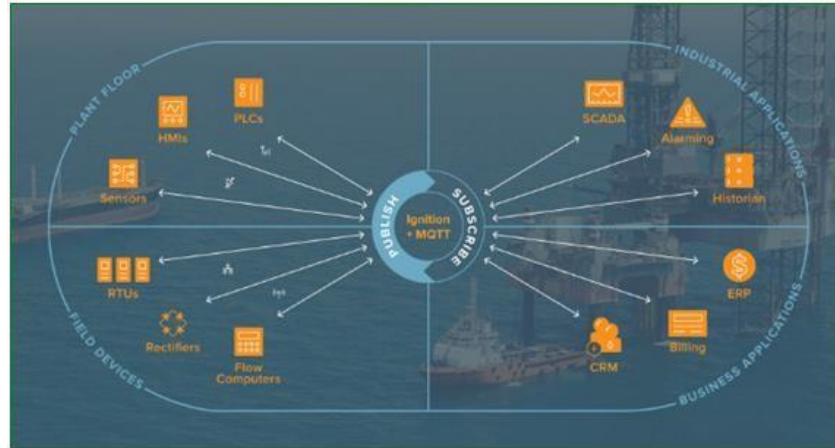 PLANT FLOOR
INDUSTRIAL APPLICATIONS
PLCs
HMIs
Sensors
SCADA
Alarming
Historian
PUBLISH
Ignition
+ MQTT
SUBSCRIBE
RTUs
Rectifiers
Flow
Computers
ERP
Billing
CRM
FIELD DEVICES
BUSINESS APPLICATIONS